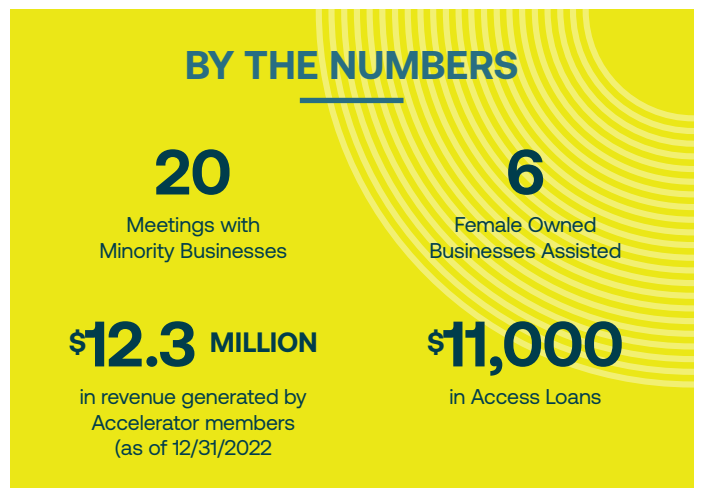 BY THE NUMBERS
20
Meetings with
Minority Businesses
6
Female Owned
Businesses Assisted
$12.3 MILLION
in revenue generated by
Accelerator members
(as of 12/31/2022
$11,000
in Access Loans